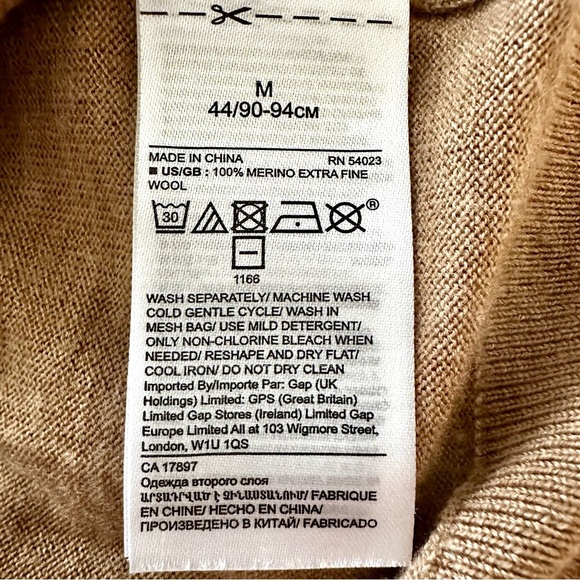 M
44/90-94CM
MADE IN CHINA RN 54023
US/GB : 100% MERINO EXTRA FINE
WOOL
30 ®
1166
WASH SEPARATELY/ MACHINE WASH
COLD GENTLE CYCLE/ WASH IN
MESH BAG/ USE MILD DETERGENT/
ONLY NON-CHLORINE BLEACH WHEN
NEEDED/ RESHAPE AND DRY FLAT/
COOL IRON/ DO NOT DRY CLEAN
Imported By/Importe Par: Gap (UK
Holdings) Limited: GPS (Great Britain)
Limited Gap Stores (Ireland) Limited Gap
Europe Limited All at 103 Wigmore Street,
London, W1U 1QS
CA 17897
Одежда второго слоя
ԱՐՏԱԴՐՎԱԾ Է ՉԻՆԱՍՏԱՆՈՒՄ/ FABRIQUE
EN CHINE/ HECHO EN CHINA/
ПРОИЗВЕДЕНО В КИТАЙ/ FABRICADO